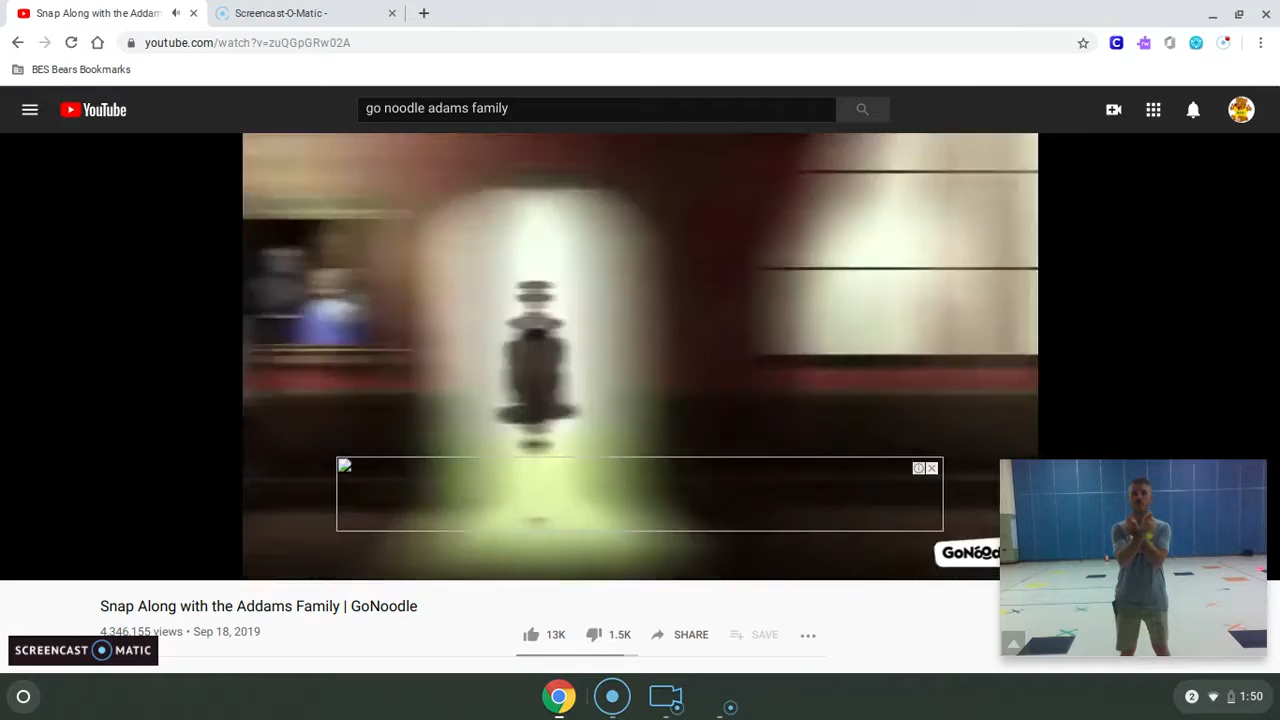 Snap Along with the Addam
Screencast-O-Matic -
youtube.com/watch?v=zuQGpGRw02A
BES Bears Bookmarks
YouTube
go noodle adams family
GoNood
Snap Along with the Addams Family | GoNoodle
4,346,155 views • Sep 18, 2019
13K
1.5K
SHARE
SAVE
SCREENCAST MATIC
2
1:50